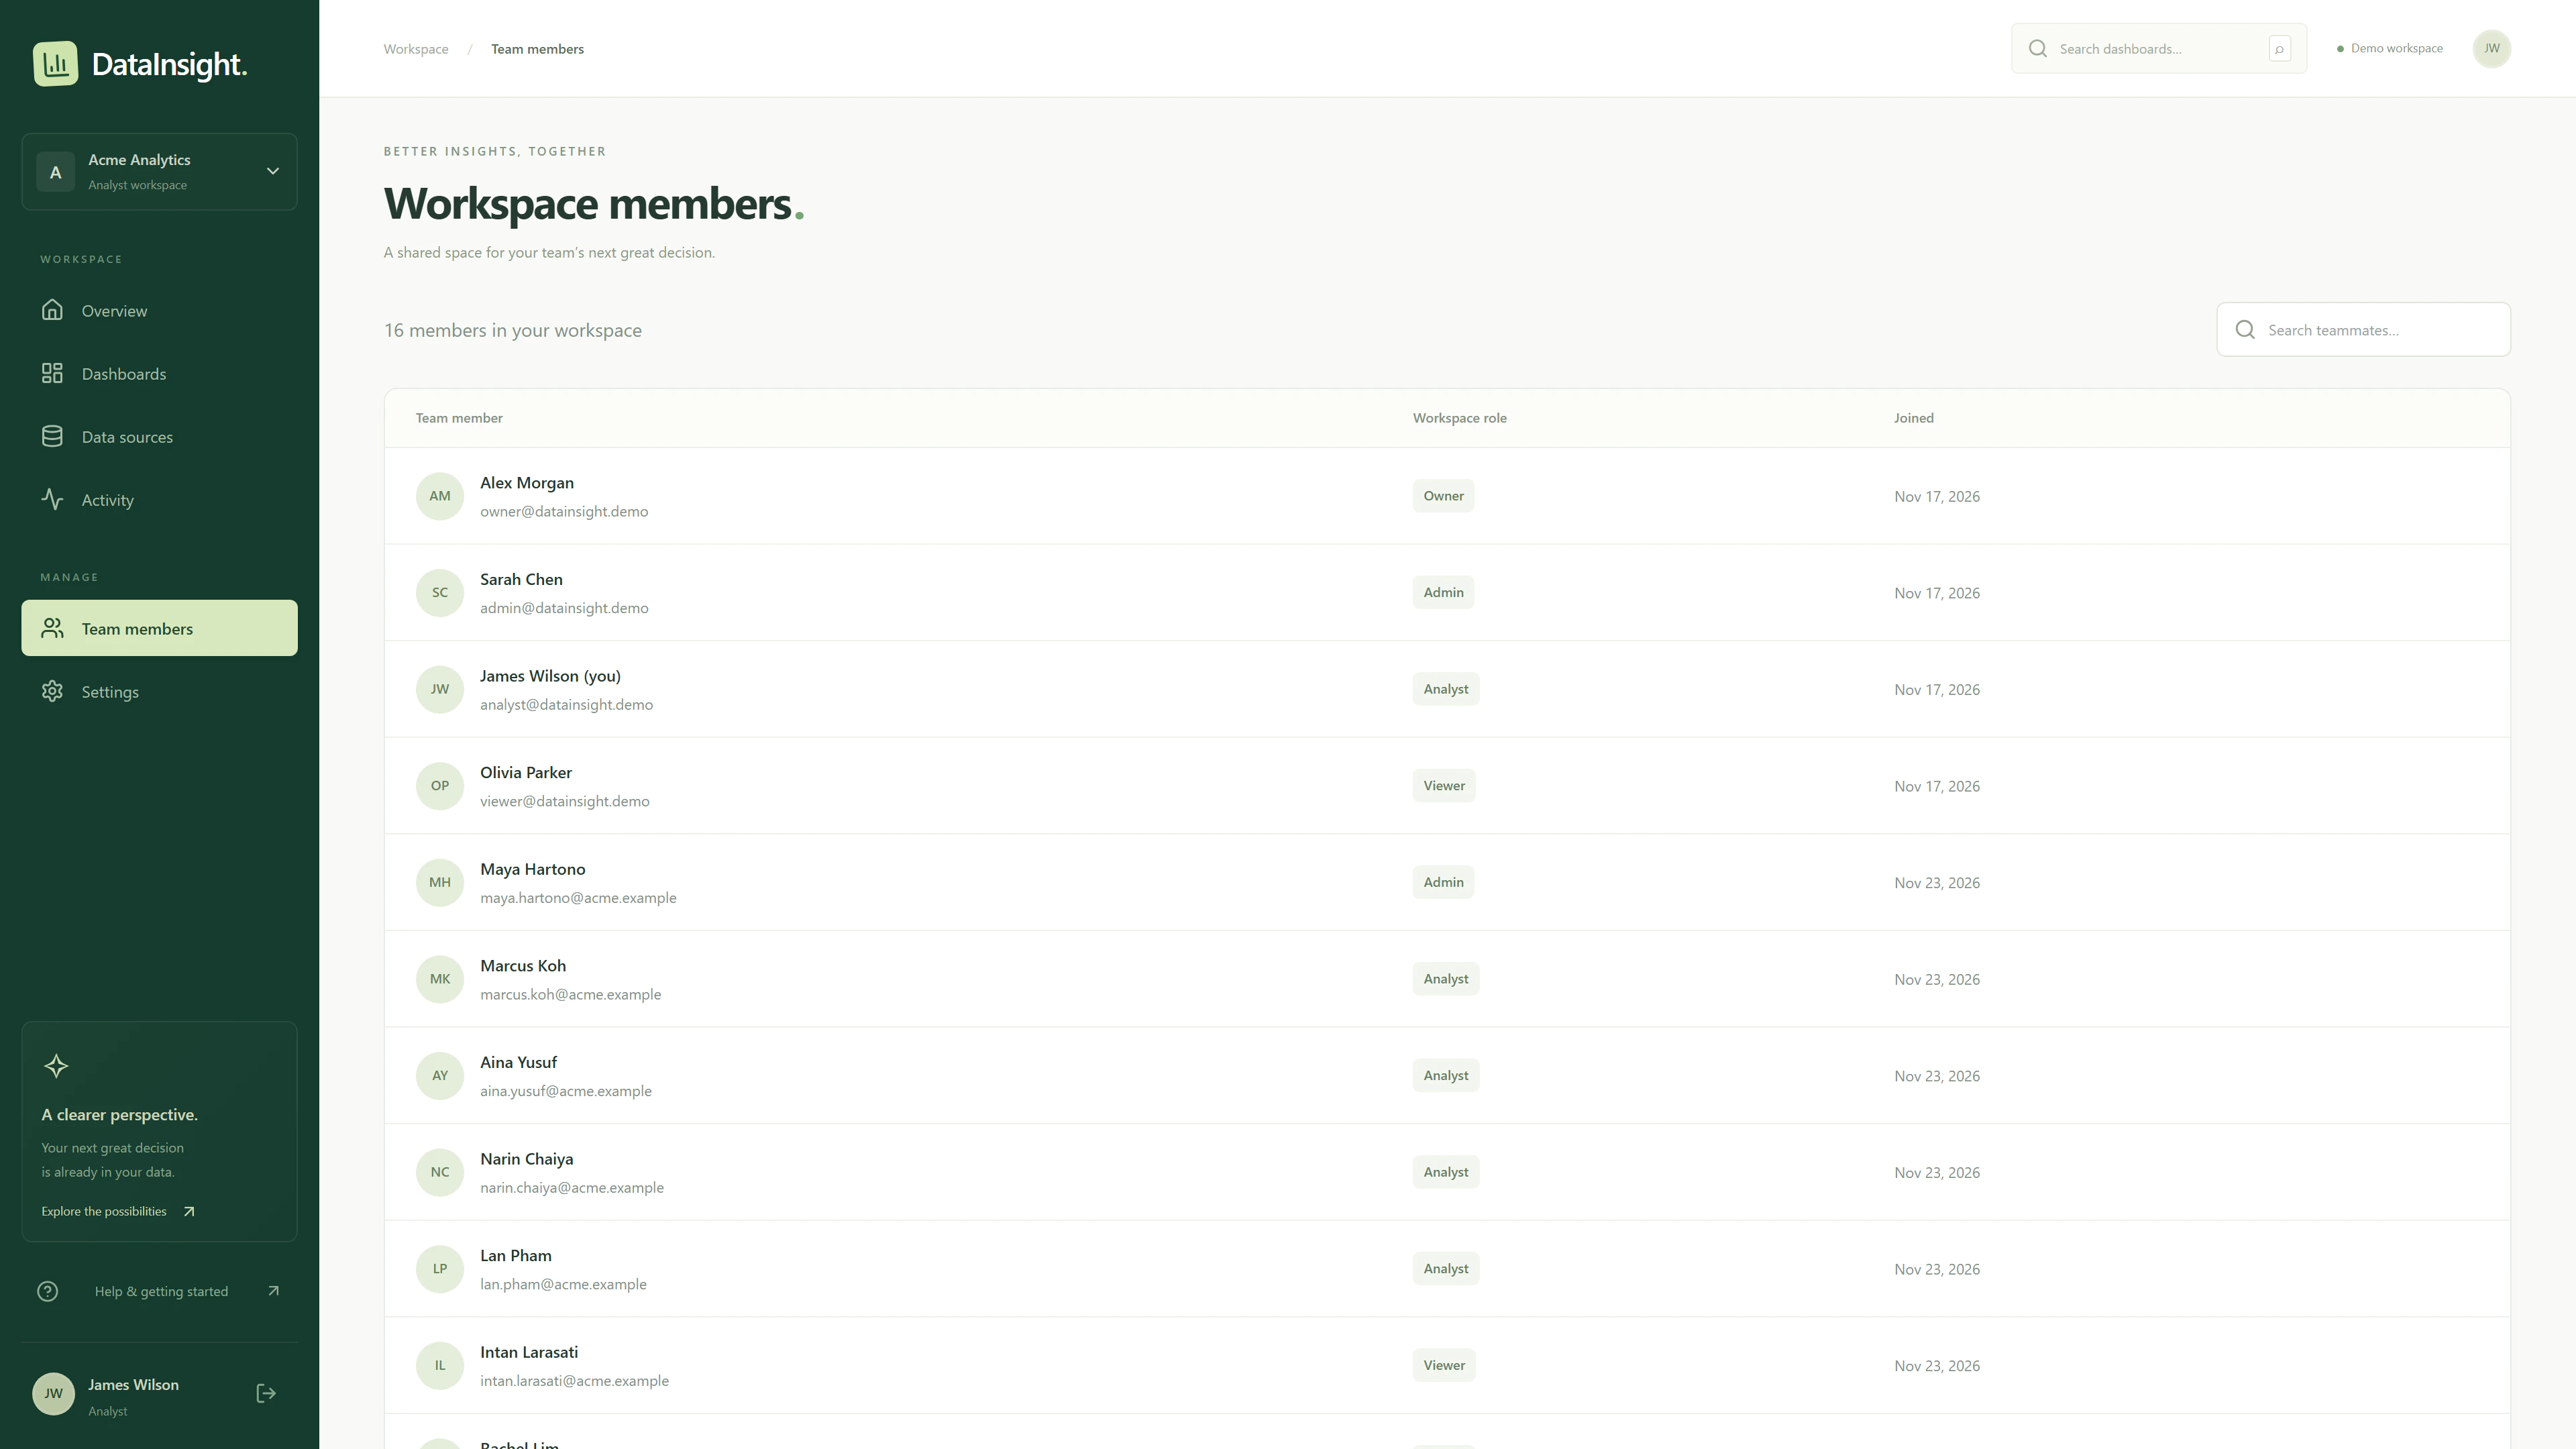 DataInsight.
A
Acme Analytics
Analyst workspace
WORKSPACE
Overview
Dashboards
Data sources
Activity
MANAGE
Team members
Settings
A clearer perspective.
Your next great decision
is already in your data.
Explore the possibilities
Help & getting started
JW
James Wilson
Analyst
Workspace / Team members
Search dashboards...
Demo workspace
JW
BETTER INSIGHTS, TOGETHER
Workspace members.
A shared space for your team's next great decision.
16 members in your workspace
Search teammates...
Team member Workspace role Joined
AM Alex Morgan Owner Nov 17, 2026
owner@datainsight.demo
SC Sarah Chen Admin Nov 17, 2026
admin@datainsight.demo
JW James Wilson (you) Analyst Nov 17, 2026
analyst@datainsight.demo
OP Olivia Parker Viewer Nov 17, 2026
viewer@datainsight.demo
MH Maya Hartono Admin Nov 23, 2026
maya.hartono@acme.example
MK Marcus Koh Analyst Nov 23, 2026
marcus.koh@acme.example
AY Aina Yusuf Analyst Nov 23, 2026
aina.yusuf@acme.example
NC Narin Chaiya Analyst Nov 23, 2026
narin.chaiya@acme.example
LP Lan Pham Analyst Nov 23, 2026
lan.pham@acme.example
IL Intan Larasati Viewer Nov 23, 2026
intan.larasati@acme.example
Rachel Lim